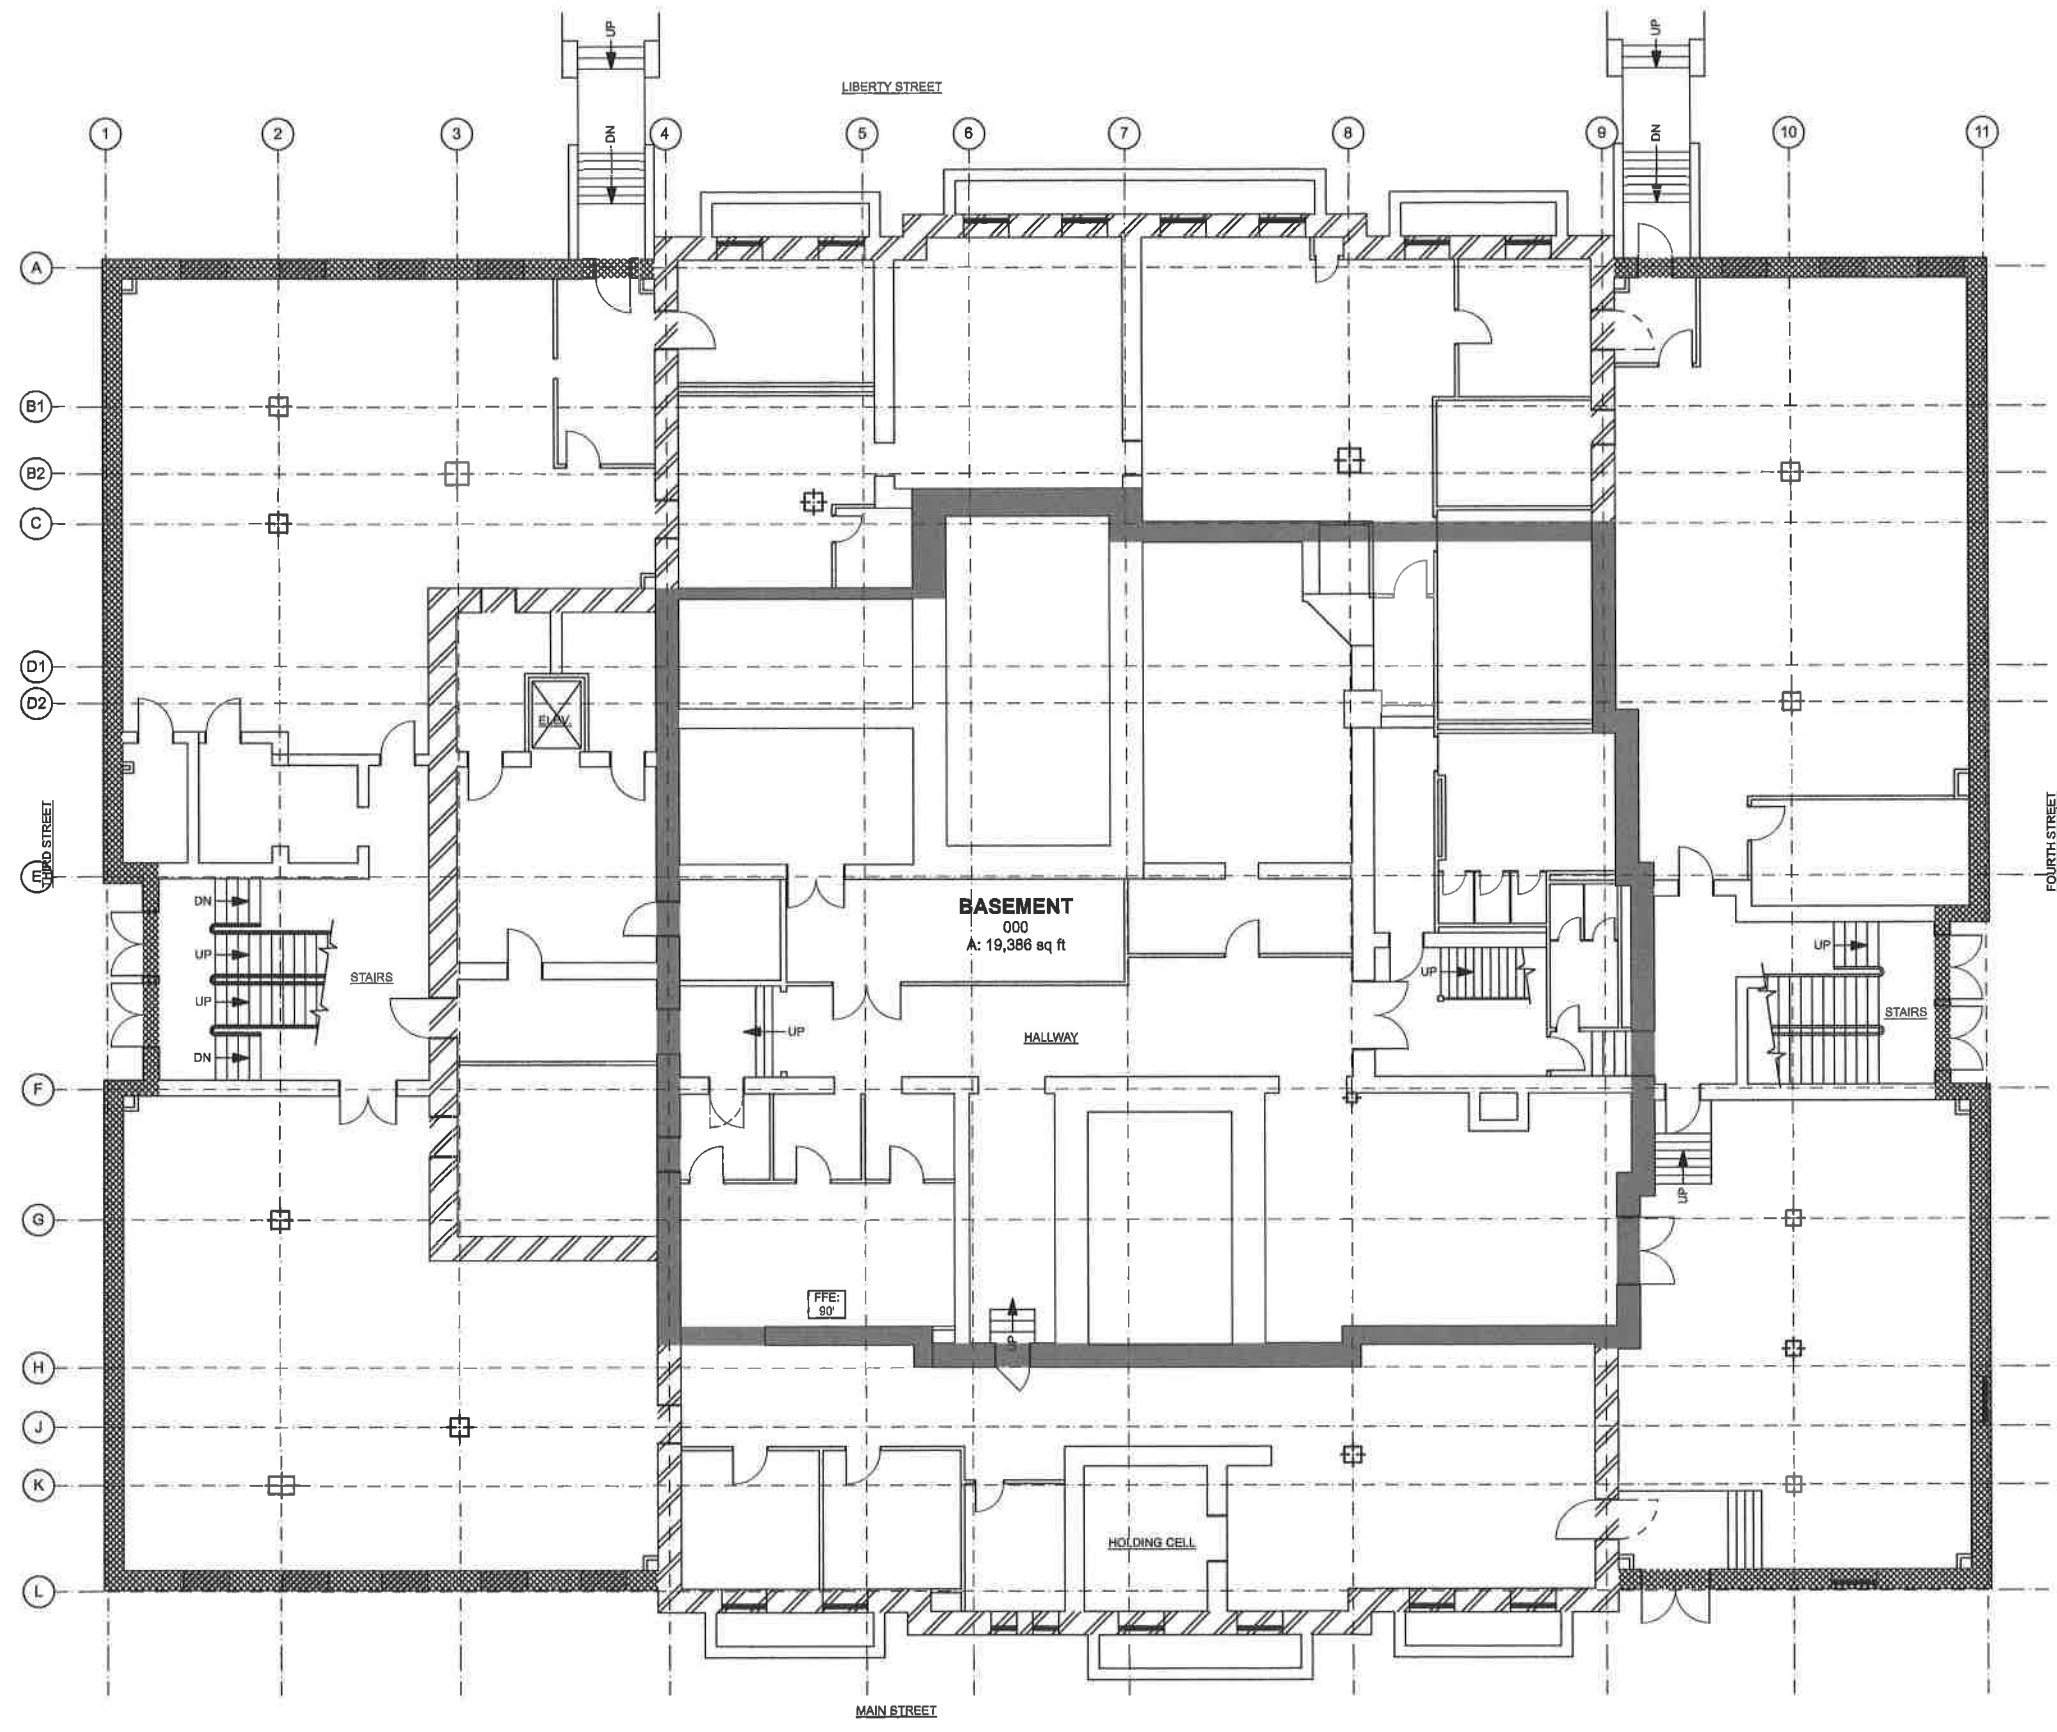 UP
UP
LIBERTY STREET
DN
DN
1
2
3
4
5
6
7
8
9
10
11
A
B1
B2
C
D1
D2
ELEV.
THIRD STREET
FOURTH STREET
E
DN
UP
UP
DN
STAIRS
BASEMENT
000
A: 19,386 sq ft
UP
HALLWAY
UP
UP
STAIRS
F
UP
G
FFE:
90'
UP
H
J
K
HOLDING CELL
L
MAIN STREET